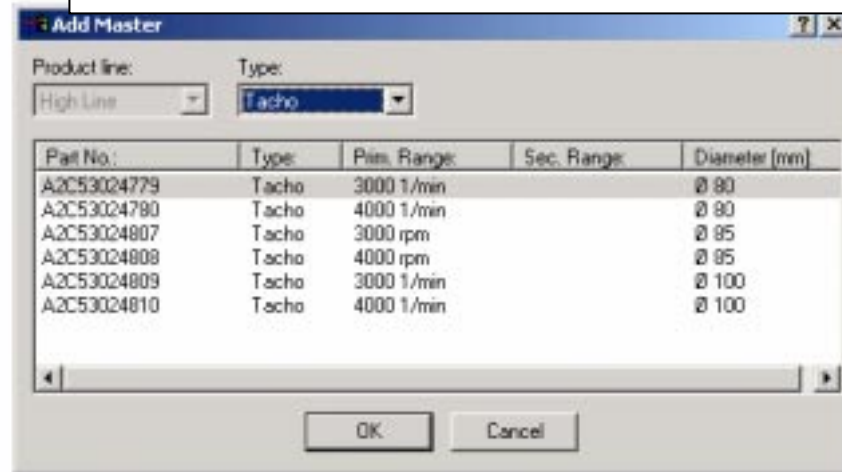 Add Master
Product line: Type:
High Line Tacho
Part No.: Type: Prim. Range: Sec. Range: Diameter [mm]
A2C53024779 Tacho 3000 1/min Ø 80
A2C53024780 Tacho 4000 1/min Ø 80
A2C53024807 Tacho 3000 rpm Ø 85
A2C53024808 Tacho 4000 rpm Ø 85
A2C53024809 Tacho 3000 1/min Ø 100
A2C53024810 Tacho 4000 1/min Ø 100
OK Cancel